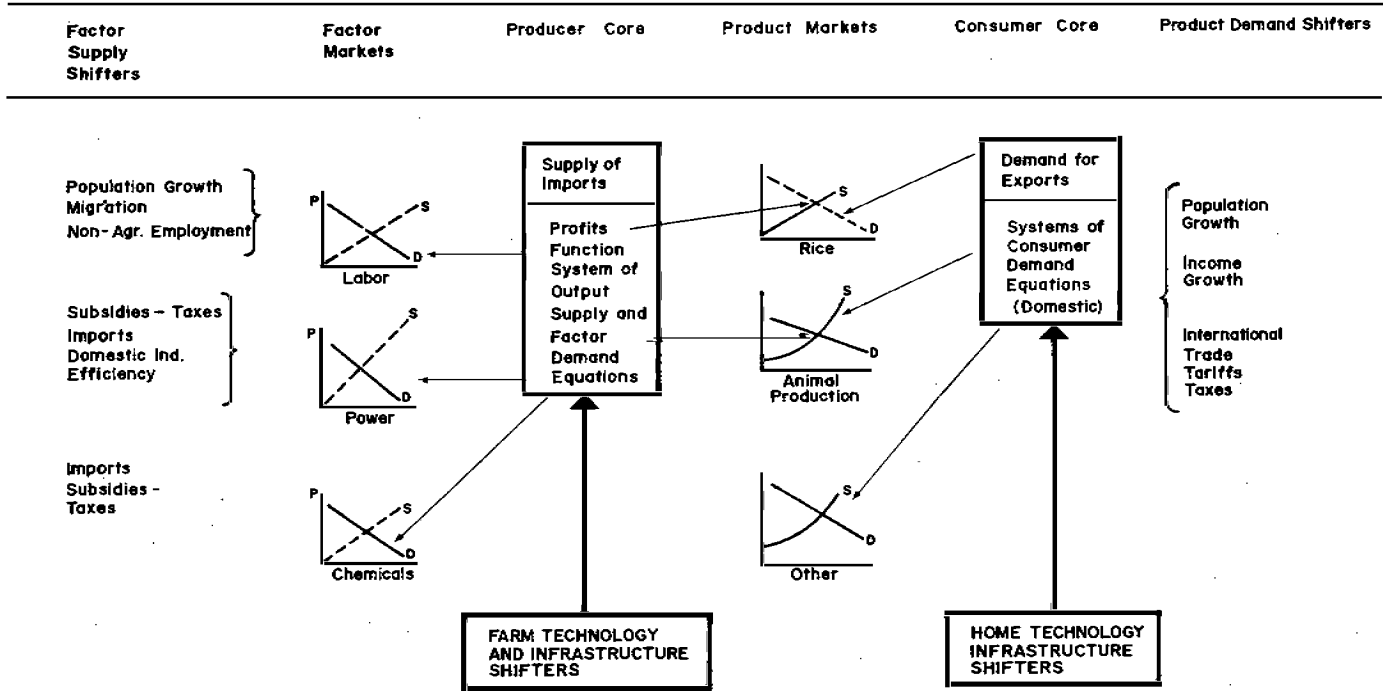 Factor
Supply
Shifters
Factor
Markets
Producer Core
Product Markets
Consumer Core
Product Demand Shifters
Population Growth
Migration
Non-Agr. Employment
P
S
D
Labor
Subsidies - Taxes
Imports
Domestic Ind.
Efficiency
P
S
D
Power
Imports
Subsidies -
Taxes
P
S
D
Chemicals
Supply of
Imports
Profits
Function
System of
Output
Supply and
Factor
Demand
Equations
FARM TECHNOLOGY
AND INFRASTRUCTURE
SHIFTERS
S
D
Rice
S
D
Animal
Production
S
D
Other
Demand for
Exports
Systems of
Consumer
Demand
Equations
(Domestic)
HOME TECHNOLOGY
INFRASTRUCTURE
SHIFTERS
Population
Growth
Income
Growth
International
Trade
Tariffs
Taxes